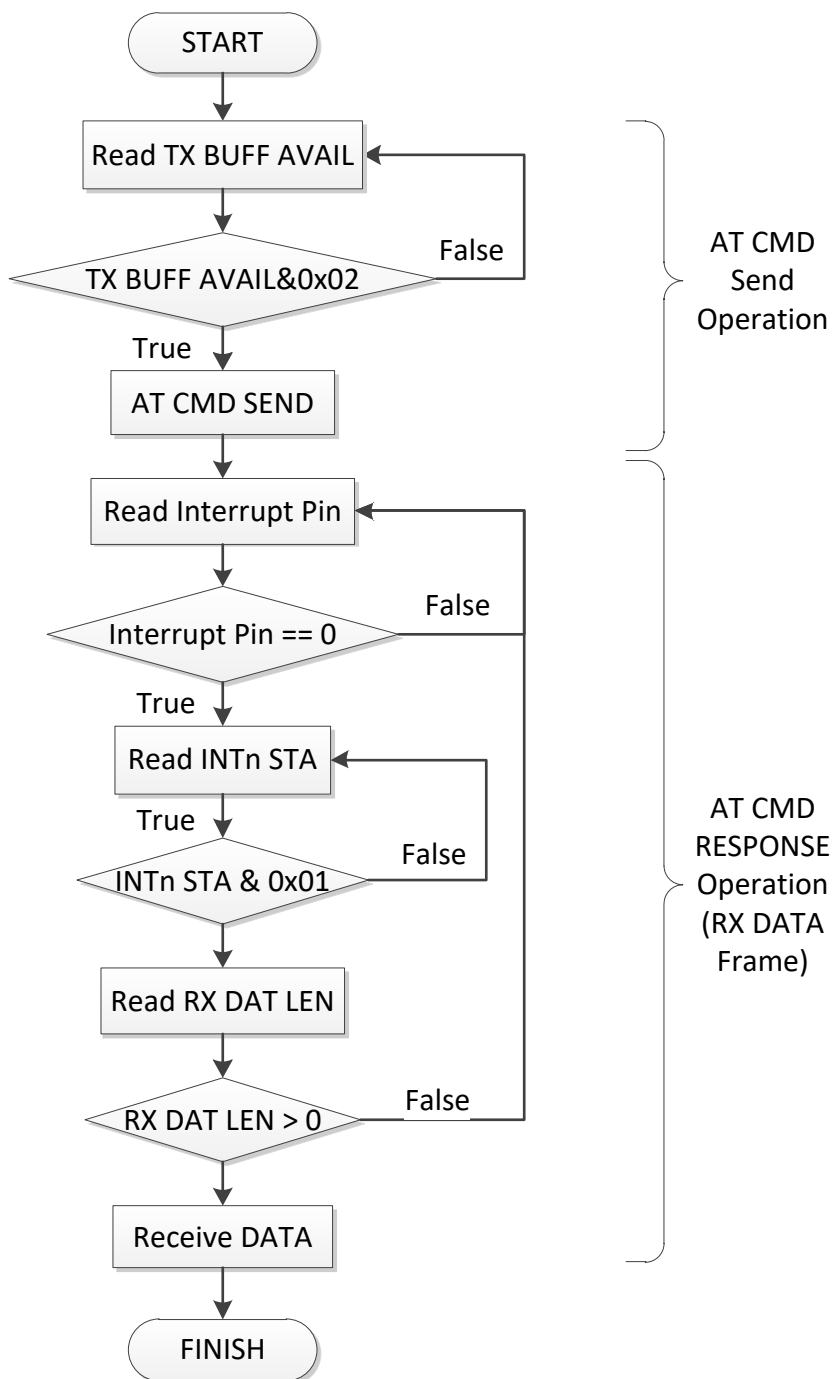 START
Read TX BUFF AVAIL
False
TX BUFF AVAIL&0x02
True
AT CMD SEND
AT CMD
Send
Operation
Read Interrupt Pin
False
Interrupt Pin == 0
True
Read INTn STA
True
False
INTn STA & 0x01
Read RX DAT LEN
False
RX DAT LEN > 0
Receive DATA
FINISH
AT CMD
RESPONSE
Operation
(RX DATA
Frame)